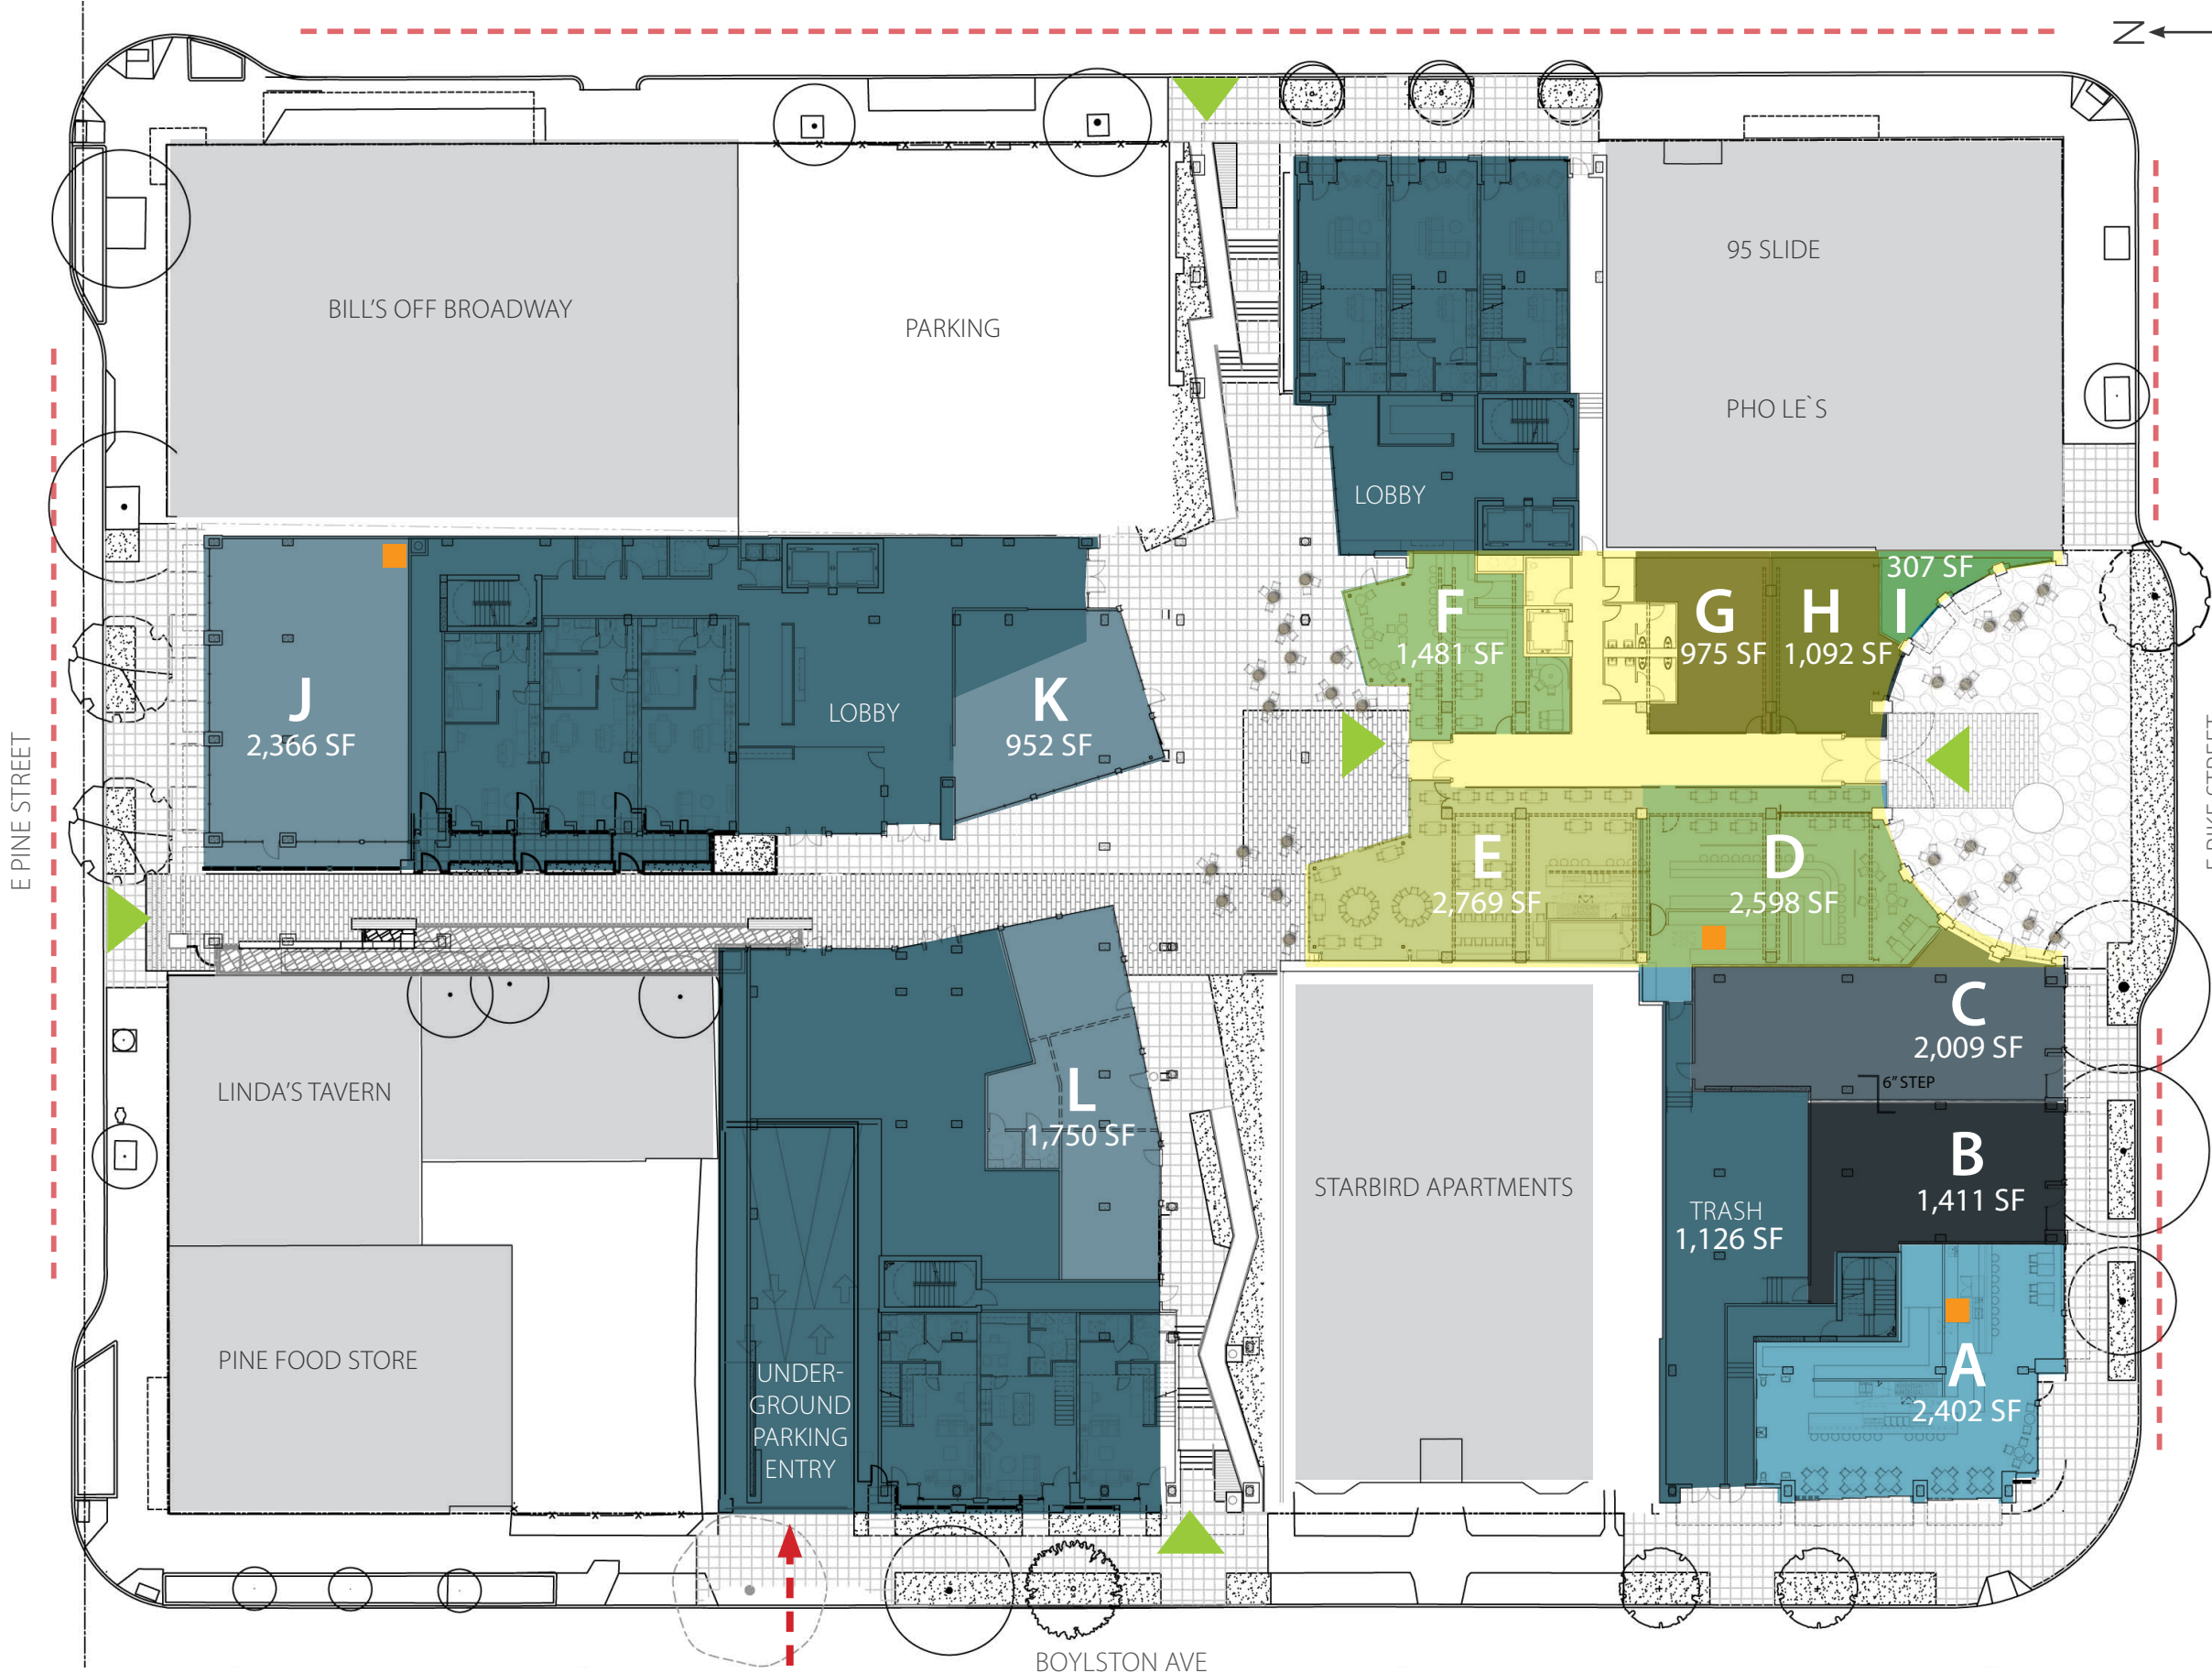 N
BILL'S OFF BROADWAY
PARKING
95 SLIDE
PHO LE`S
LOBBY
307 SF
F
1,481 SF
G
975 SF
H
1,092 SF
I
J
2,366 SF
LOBBY
K
952 SF
E PINE STREET
E PIKE STREET
E
2,769 SF
D
2,598 SF
C
2,009 SF
6" STEP
LINDA'S TAVERN
L
1,750 SF
B
1,411 SF
STARBIRD APARTMENTS
TRASH
1,126 SF
PINE FOOD STORE
A
2,402 SF
UNDER-
GROUND
PARKING
ENTRY
BOYLSTON AVE